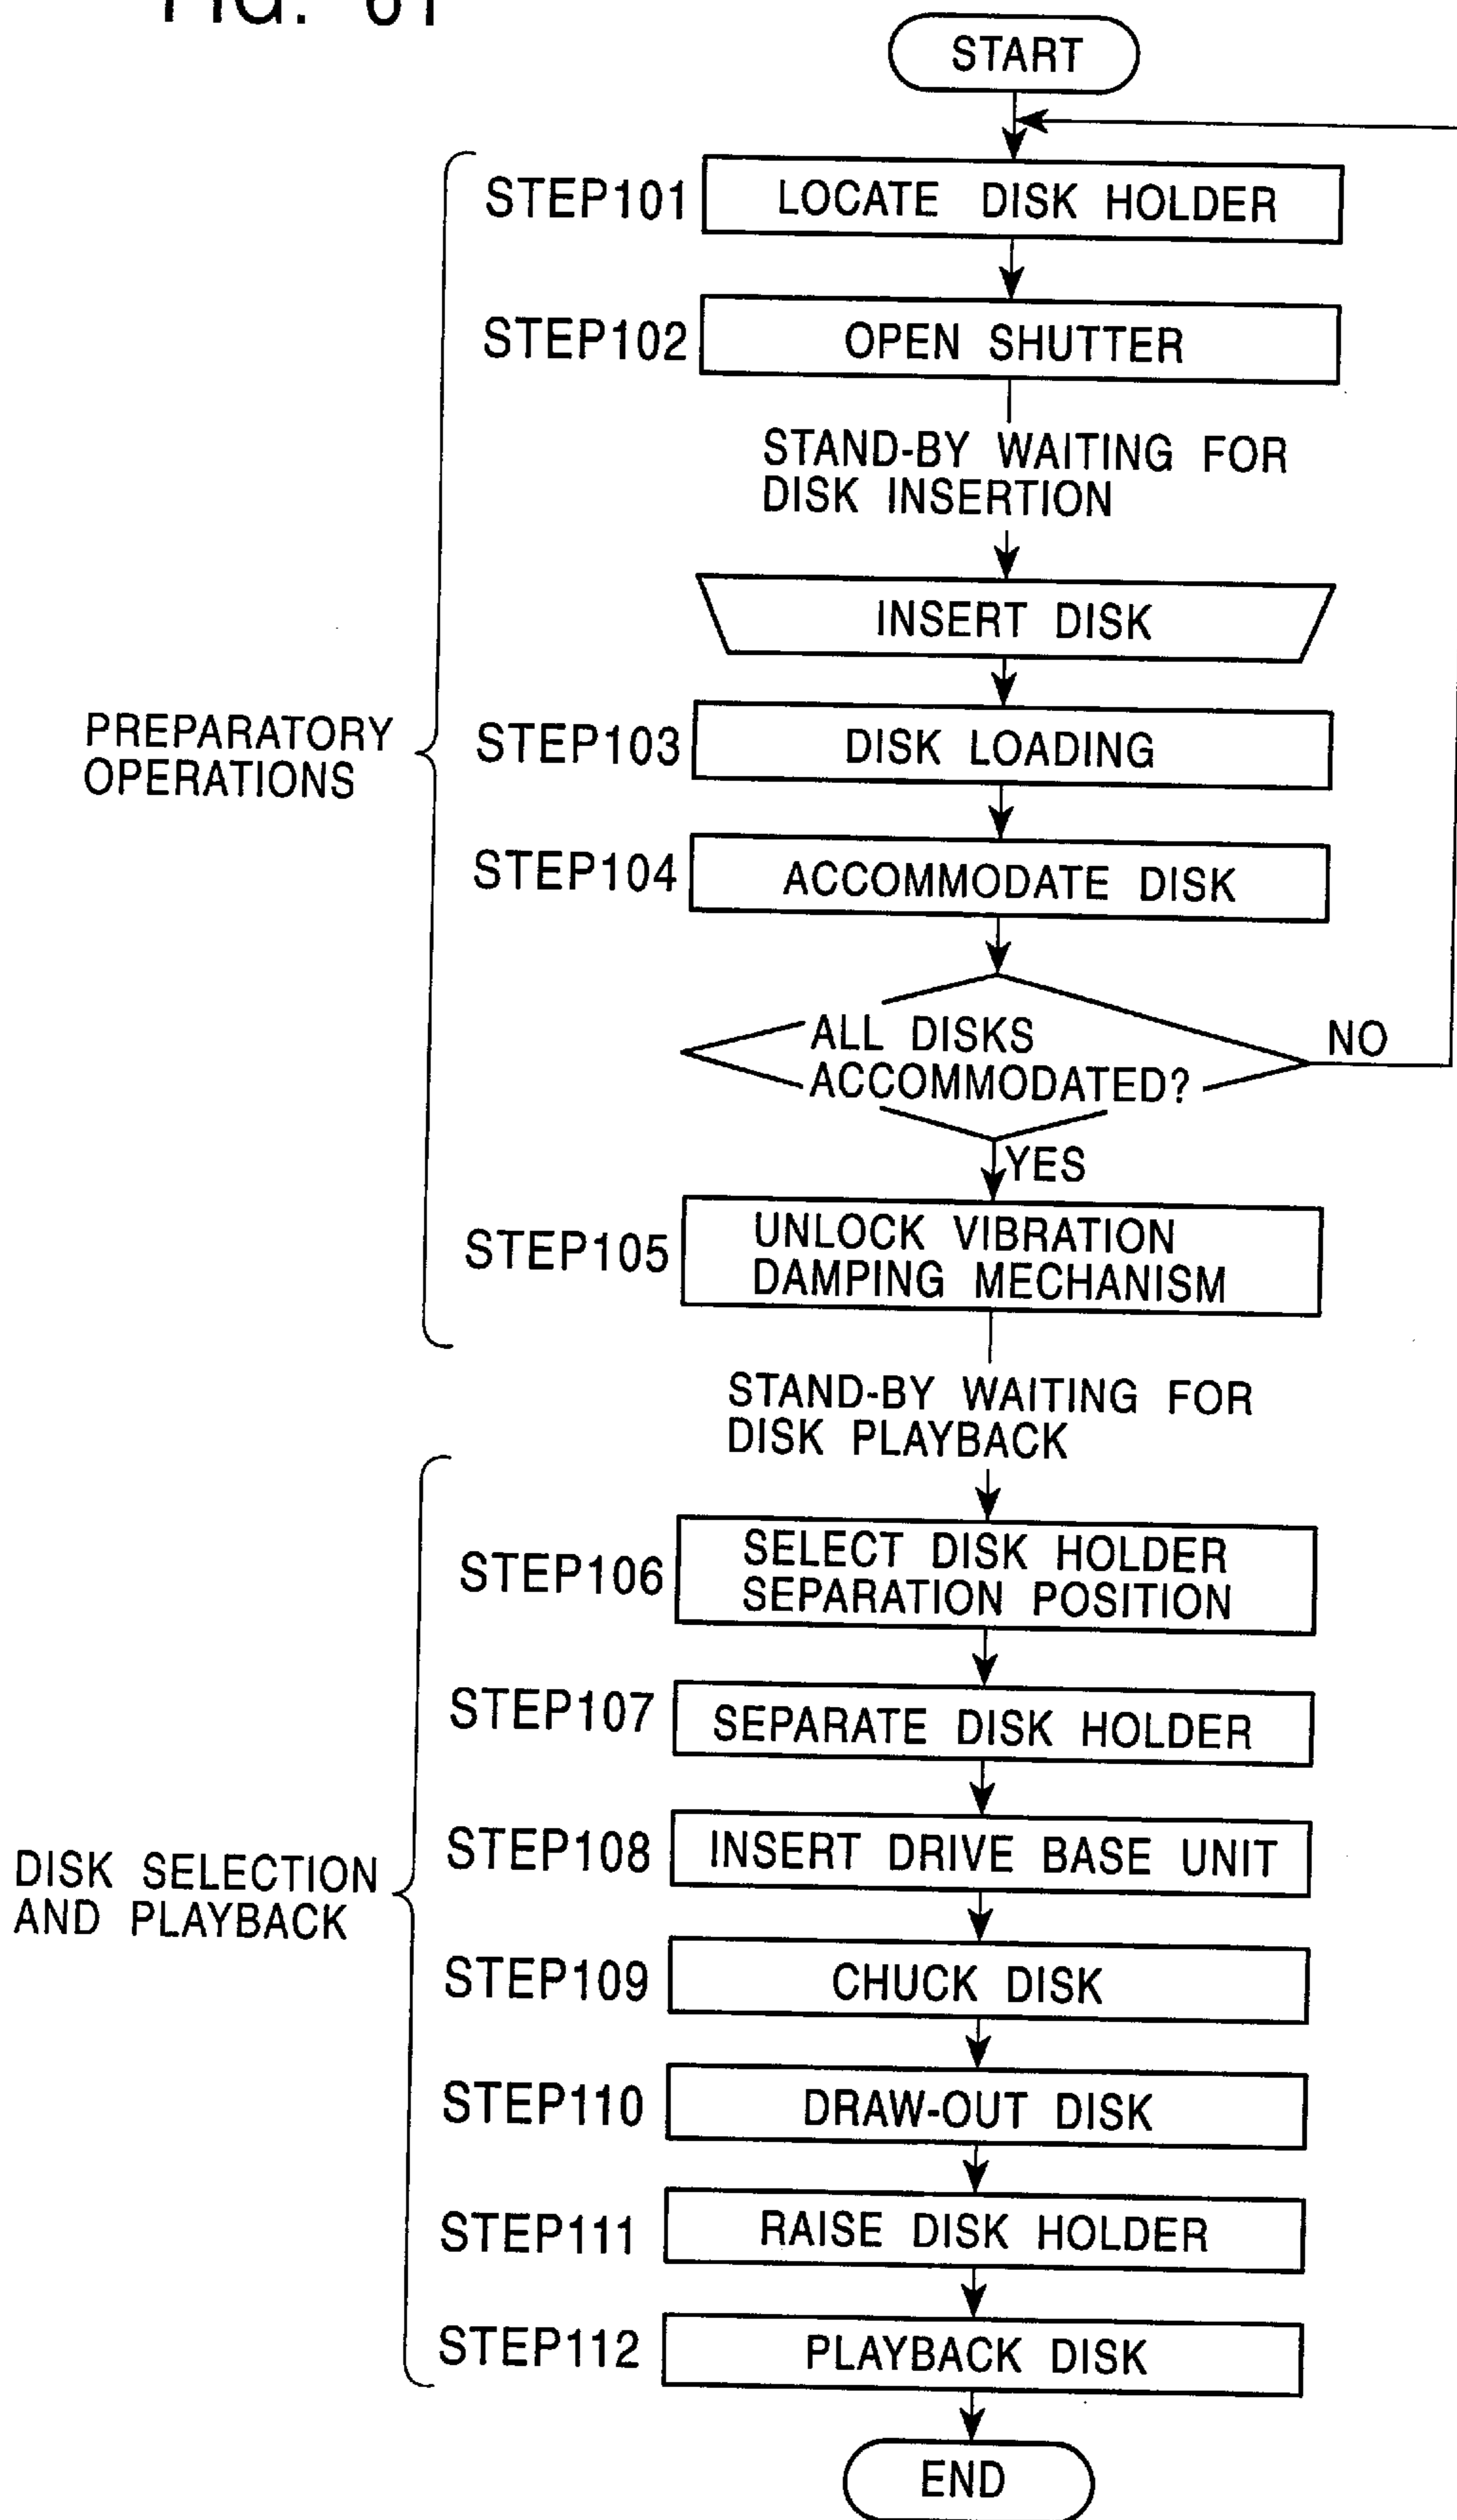 START
STEP101 LOCATE DISK HOLDER
STEP102 OPEN SHUTTER
STAND-BY WAITING FOR
DISK INSERTION
INSERT DISK
PREPARATORY
OPERATIONS
STEP103 DISK LOADING
STEP104 ACCOMMODATE DISK
ALL DISKS
ACCOMMODATED?
NO
YES
STEP105 UNLOCK VIBRATION
DAMPING MECHANISM
STAND-BY WAITING FOR
DISK PLAYBACK
STEP106 SELECT DISK HOLDER
SEPARATION POSITION
STEP107 SEPARATE DISK HOLDER
STEP108 INSERT DRIVE BASE UNIT
DISK SELECTION
AND PLAYBACK
STEP109 CHUCK DISK
STEP110 DRAW-OUT DISK
STEP111 RAISE DISK HOLDER
STEP112 PLAYBACK DISK
END